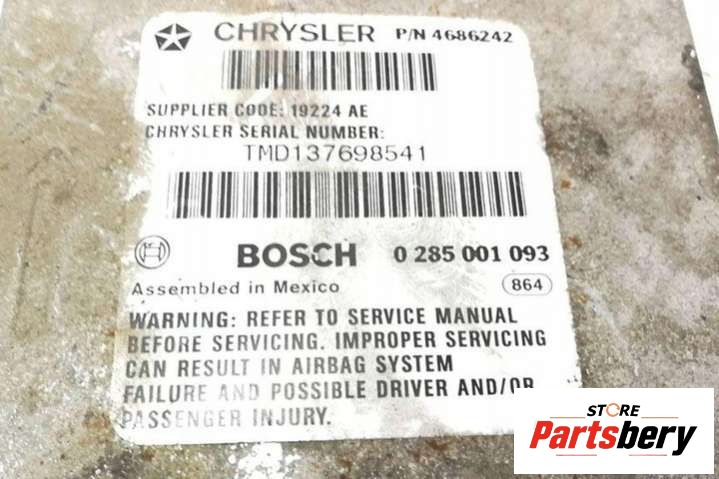 CHRYSLER P/N 4686242
SUPPLIER CODE: 19224 AE
CHRYSLER SERIAL NUMBER:
TMD137698541
BOSCH 0 285 001 093
Assembled in Mexico 864
WARNING: REFER TO SERVICE MANUAL
BEFORE SERVICING. IMPROPER SERVICING
CAN RESULT IN AIRBAG SYSTEM
FAILURE AND POSSIBLE DRIVER AND/OR
PASSENGER INJURY.
STORE
Partsbery